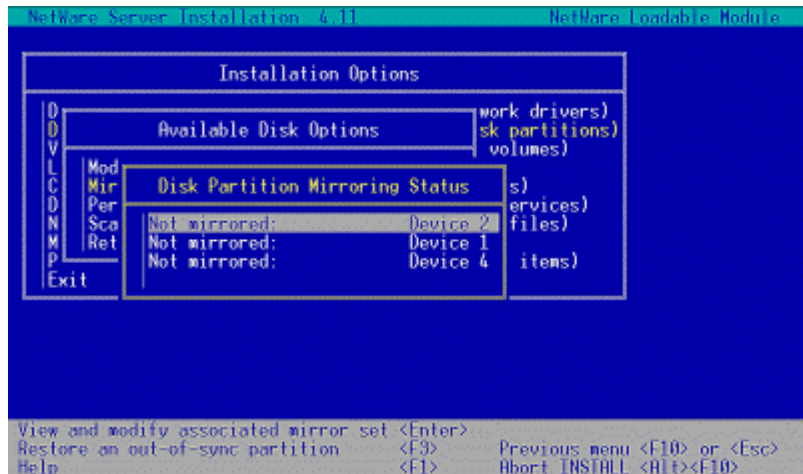 NetWare Server Installation 4.11 NetWare Loadable Module
Installation Options
D work drivers)
D Available Disk Options sk partitions)
V volumes)
L Mod
C Mir Disk Partition Mirroring Status s)
D Per ervices)
N Sca Not mirrored: Device 2 files)
M Ret Not mirrored: Device 1
P Not mirrored: Device 4 items)
Exit
View and modify associated mirror set <Enter>
Restore an out-of-sync partition <F3> Previous menu <F10> or <Esc>
Help <F1> Abort INSTALL <Alt><F10>